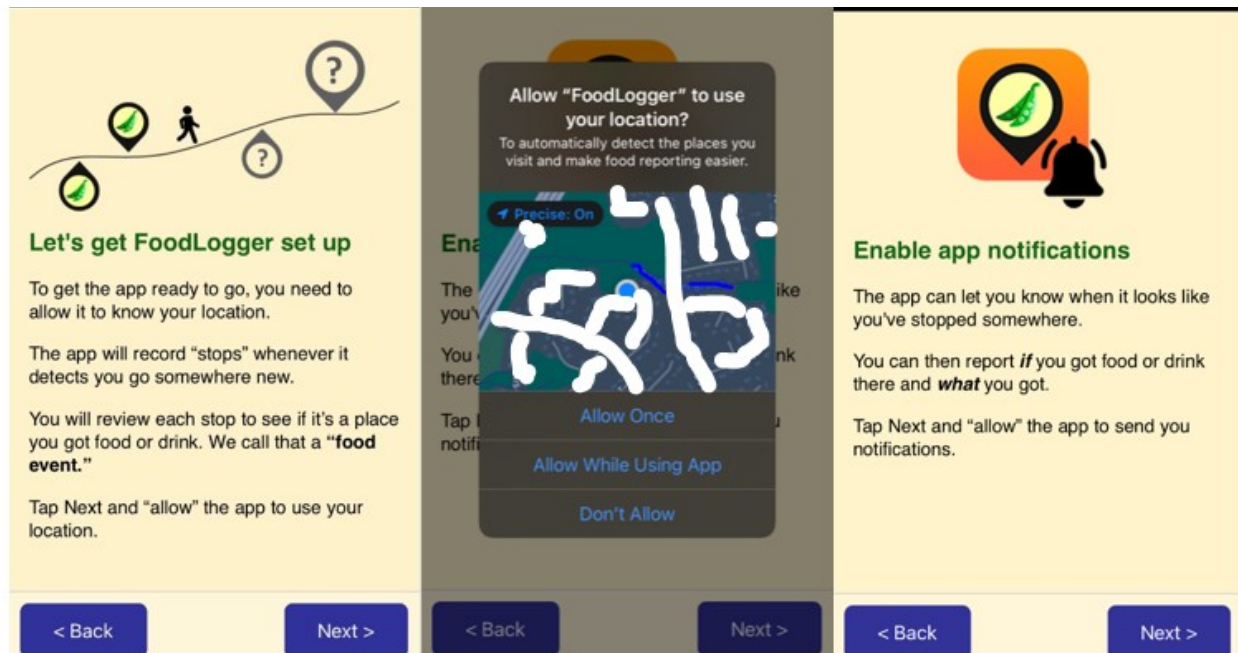 ?
?
Let's get FoodLogger set up
To get the app ready to go, you need to
allow it to know your location.
The app will record “stops” whenever it
detects you go somewhere new.
You will review each stop to see if it's a place
you got food or drink. We call that a “food
event.”
Tap Next and “allow” the app to use your
location.
< Back
Next >
Allow “FoodLogger” to use
your location?
To automatically detect the places you
visit and make food reporting easier.
Precise: On
Allow Once
Allow While Using App
Don't Allow
< Back
Next >
Enable app notifications
The app can let you know when it looks like
you've stopped somewhere.
You can then report if you got food or drink
there and what you got.
Tap Next and “allow” the app to send you
notifications.
< Back
Next >